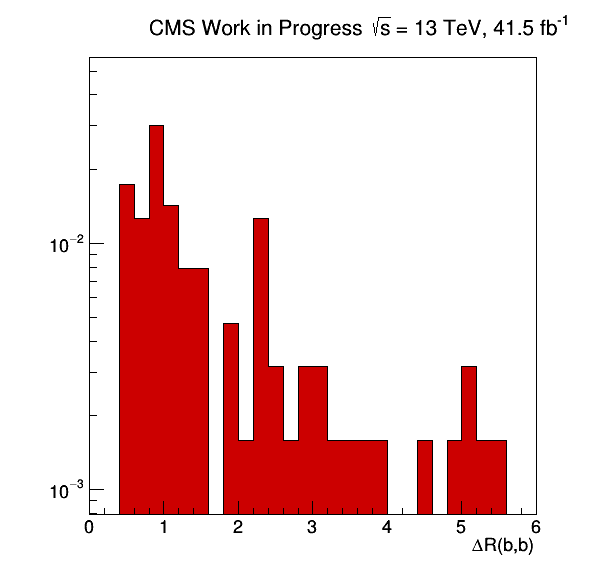 CMS Work in Progress √s = 13 TeV, 41.5 fb⁻¹
10⁻²
10⁻³
0 1 2 3 4 5 6
ΔR(b,b)